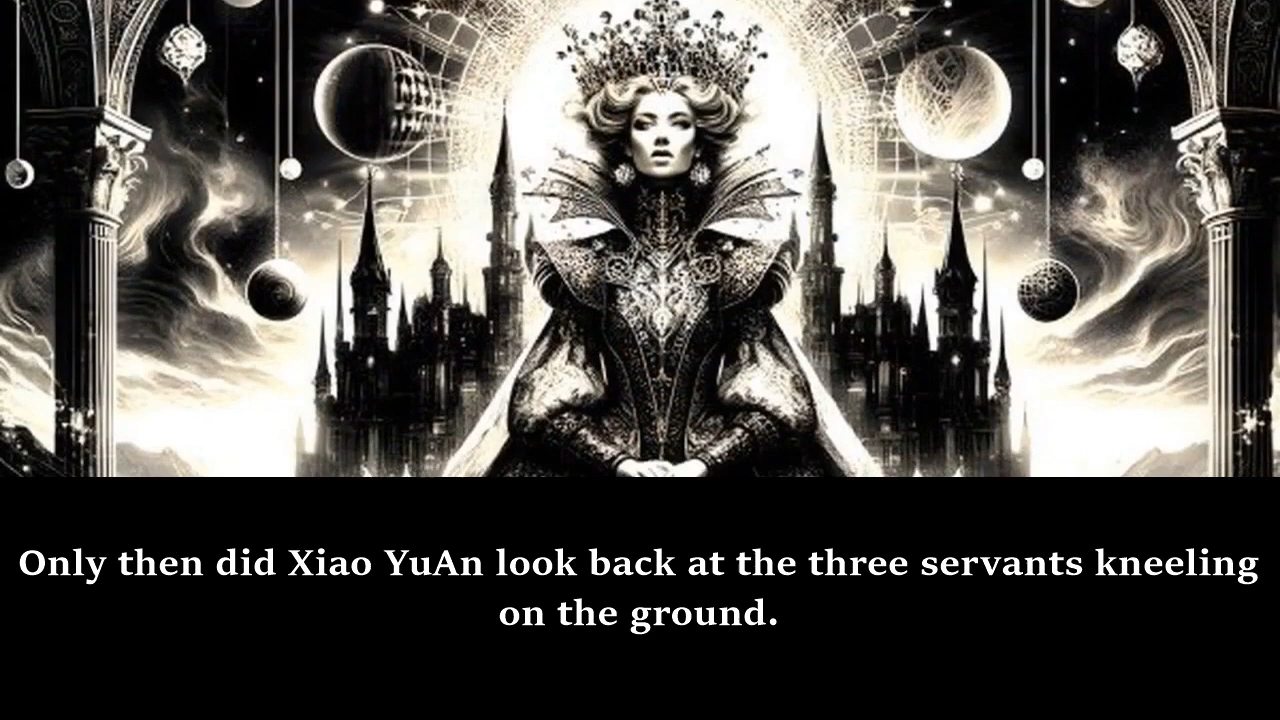 Only then did Xiao YuAn look back at the three servants kneeling
on the ground.